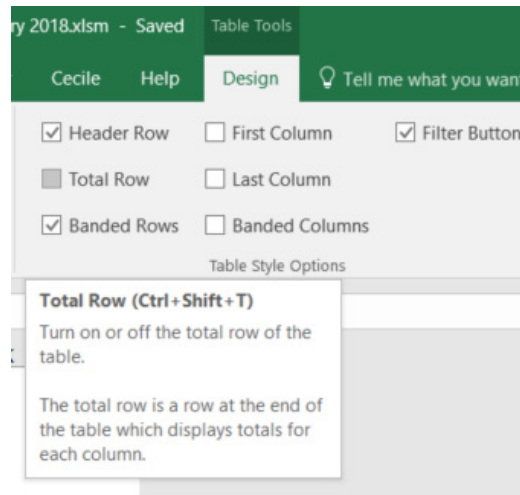 ry 2018.xlsm - Saved Table Tools
Cecile Help Design Tell me what you want
Header Row First Column Filter Button
Total Row Last Column
Banded Rows Banded Columns
Table Style Options
Total Row (Ctrl+Shift+T)
Turn on or off the total row of the
table.
The total row is a row at the end of
the table which displays totals for
each column.